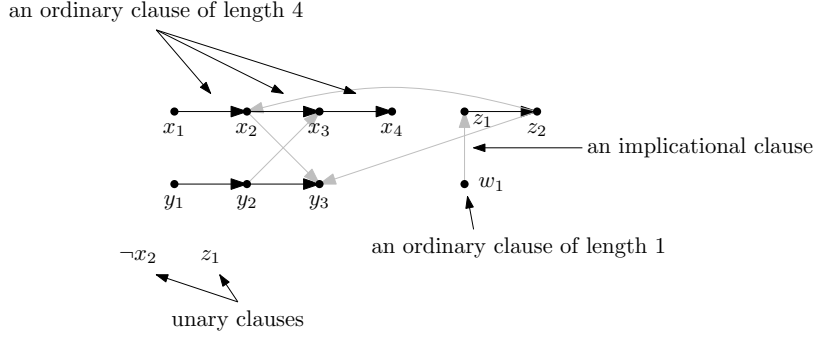 an ordinary clause of length 4
x₁ x₂ x₃ x₄ z₁ z₂
an implicational clause
y₁ y₂ y₃ w₁
an ordinary clause of length 1
¬x₂ z₁
unary clauses